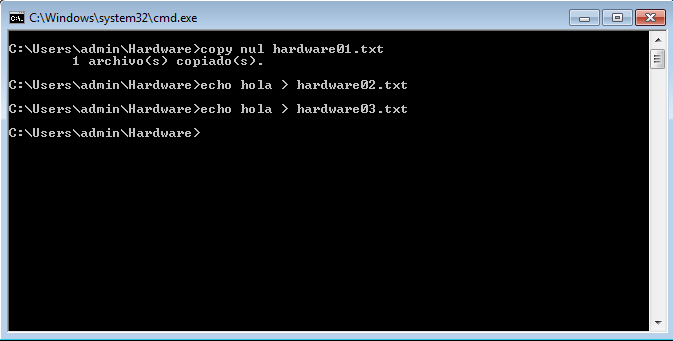 C:\Windows\system32\cmd.exe
C:\Users\admin\Hardware>copy nul hardware01.txt
        1 archivo(s) copiado(s).
C:\Users\admin\Hardware>echo hola > hardware02.txt
C:\Users\admin\Hardware>echo hola > hardware03.txt
C:\Users\admin\Hardware>